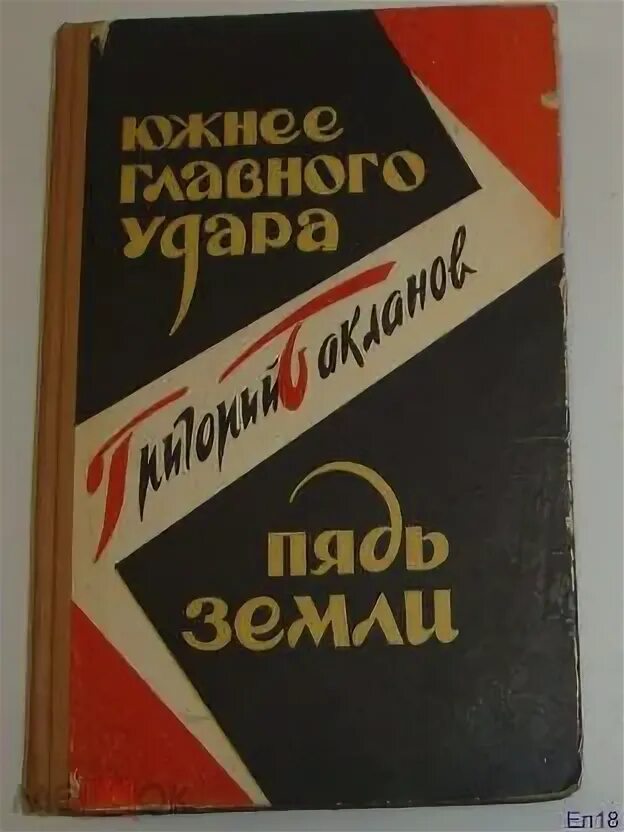 Южнее
главного
удара
Григорий Бакланов
пядь
земли
Ел18